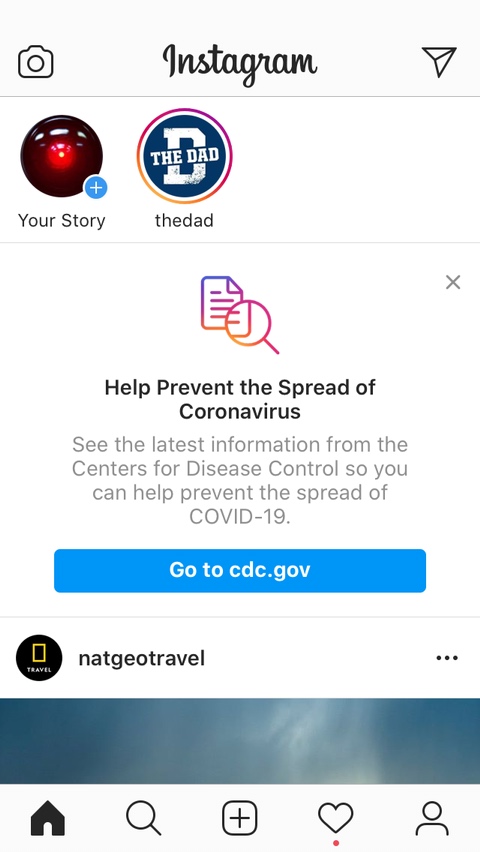 Instagram
THE DAD
D
Your Story
thedad
Help Prevent the Spread of
Coronavirus
See the latest information from the
Centers for Disease Control so you
can help prevent the spread of
COVID-19.
Go to cdc.gov
TRAVEL
natgeotravel